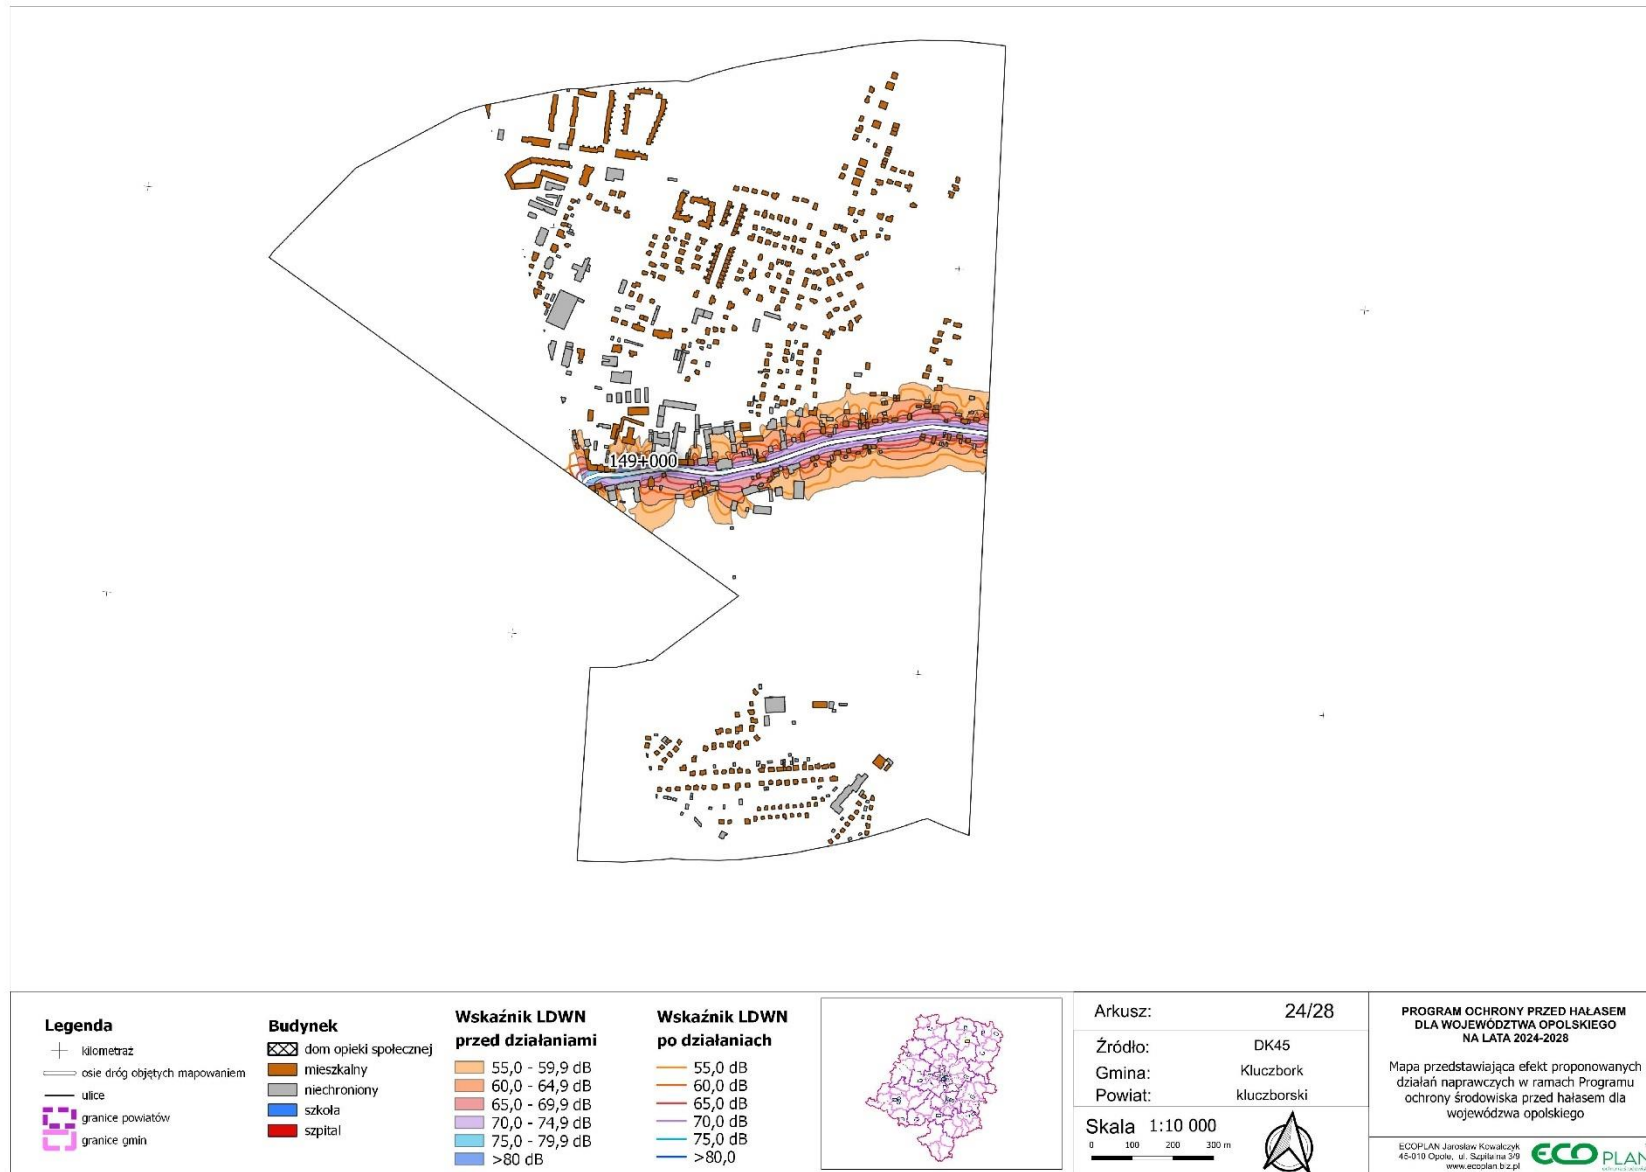 149+000
Legenda
kilometraż
osie dróg objętych mapowaniem
ulice
granice powiatów
granice gmin
Budynek
dom opieki społecznej
mieszkalny
niechroniony
szkoła
szpital
Wskaźnik LDWN
przed działaniami
55,0 - 59,9 dB
60,0 - 64,9 dB
65,0 - 69,9 dB
70,0 - 74,9 dB
75,0 - 79,9 dB
>80 dB
Wskaźnik LDWN
po działaniach
55,0 dB
60,0 dB
65,0 dB
70,0 dB
75,0 dB
>80,0
Arkusz: 24/28
Źródło: DK45
Gmina: Kluczbork
Powiat: kluczborski
Skala 1:10 000
0 100 200 300 m
PROGRAM OCHRONY PRZED HAŁASEM
DLA WOJEWÓDZTWA OPOLSKIEGO
NA LATA 2024-2028
Mapa przedstawiająca efekt proponowanych
działań naprawczych w ramach Programu
ochrony środowiska przed hałasem dla
wojewódzwa opolskiego
ECOPLAN Jarosław Kowalczyk
45-010 Opole, ul. Szpitalna 3/9
www.ecoplan.biz.pl
ECO PLAN